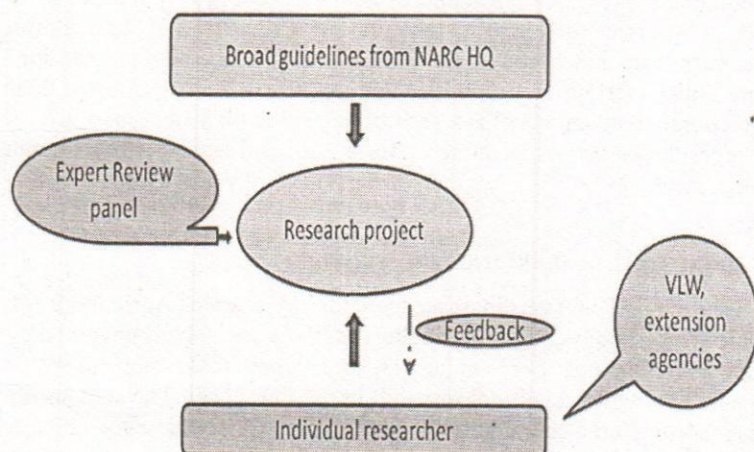 Broad guidelines from NARC HQ
Expert Review
panel
Research project
Feedback
VLW,
extension
agencies
Individual researcher